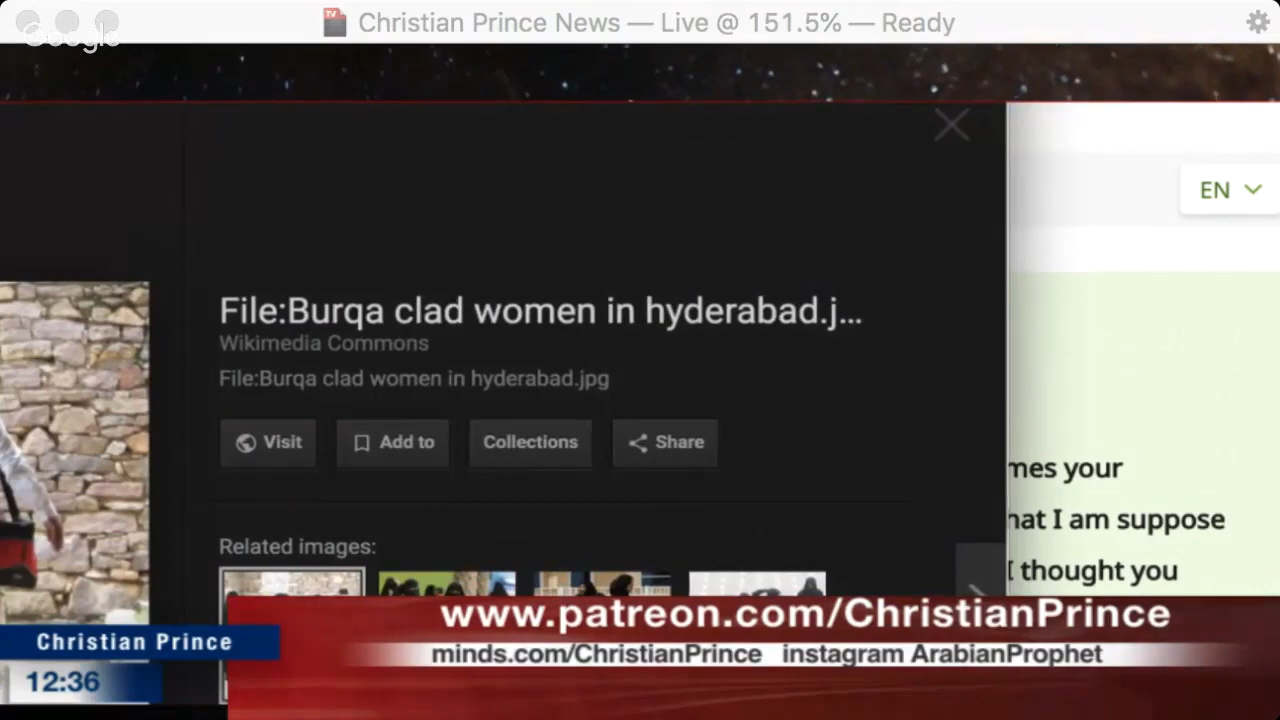 Christian Prince News — Live @ 151.5% — Ready
Google
TV
EN
File:Burqa clad women in hyderabad.j...
Wikimedia Commons
File:Burqa clad women in hyderabad.jpg
Visit
Add to
Collections
Share
mes your
hat I am suppose
I thought you
Related images:
www.patreon.com/ChristianPrince
minds.com/ChristianPrince instagram ArabianProphet
Christian Prince
12:36